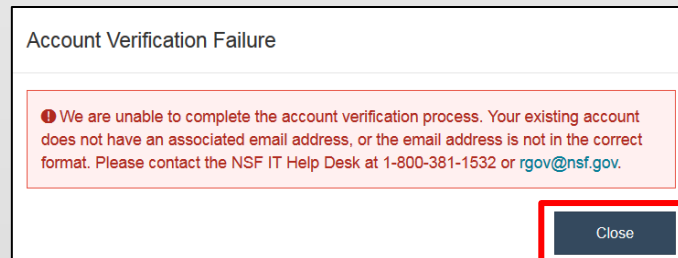 Account Verification Failure
We are unable to complete the account verification process. Your existing account
does not have an associated email address, or the email address is not in the correct
format. Please contact the NSF IT Help Desk at 1-800-381-1532 or rgov@nsf.gov.
Close